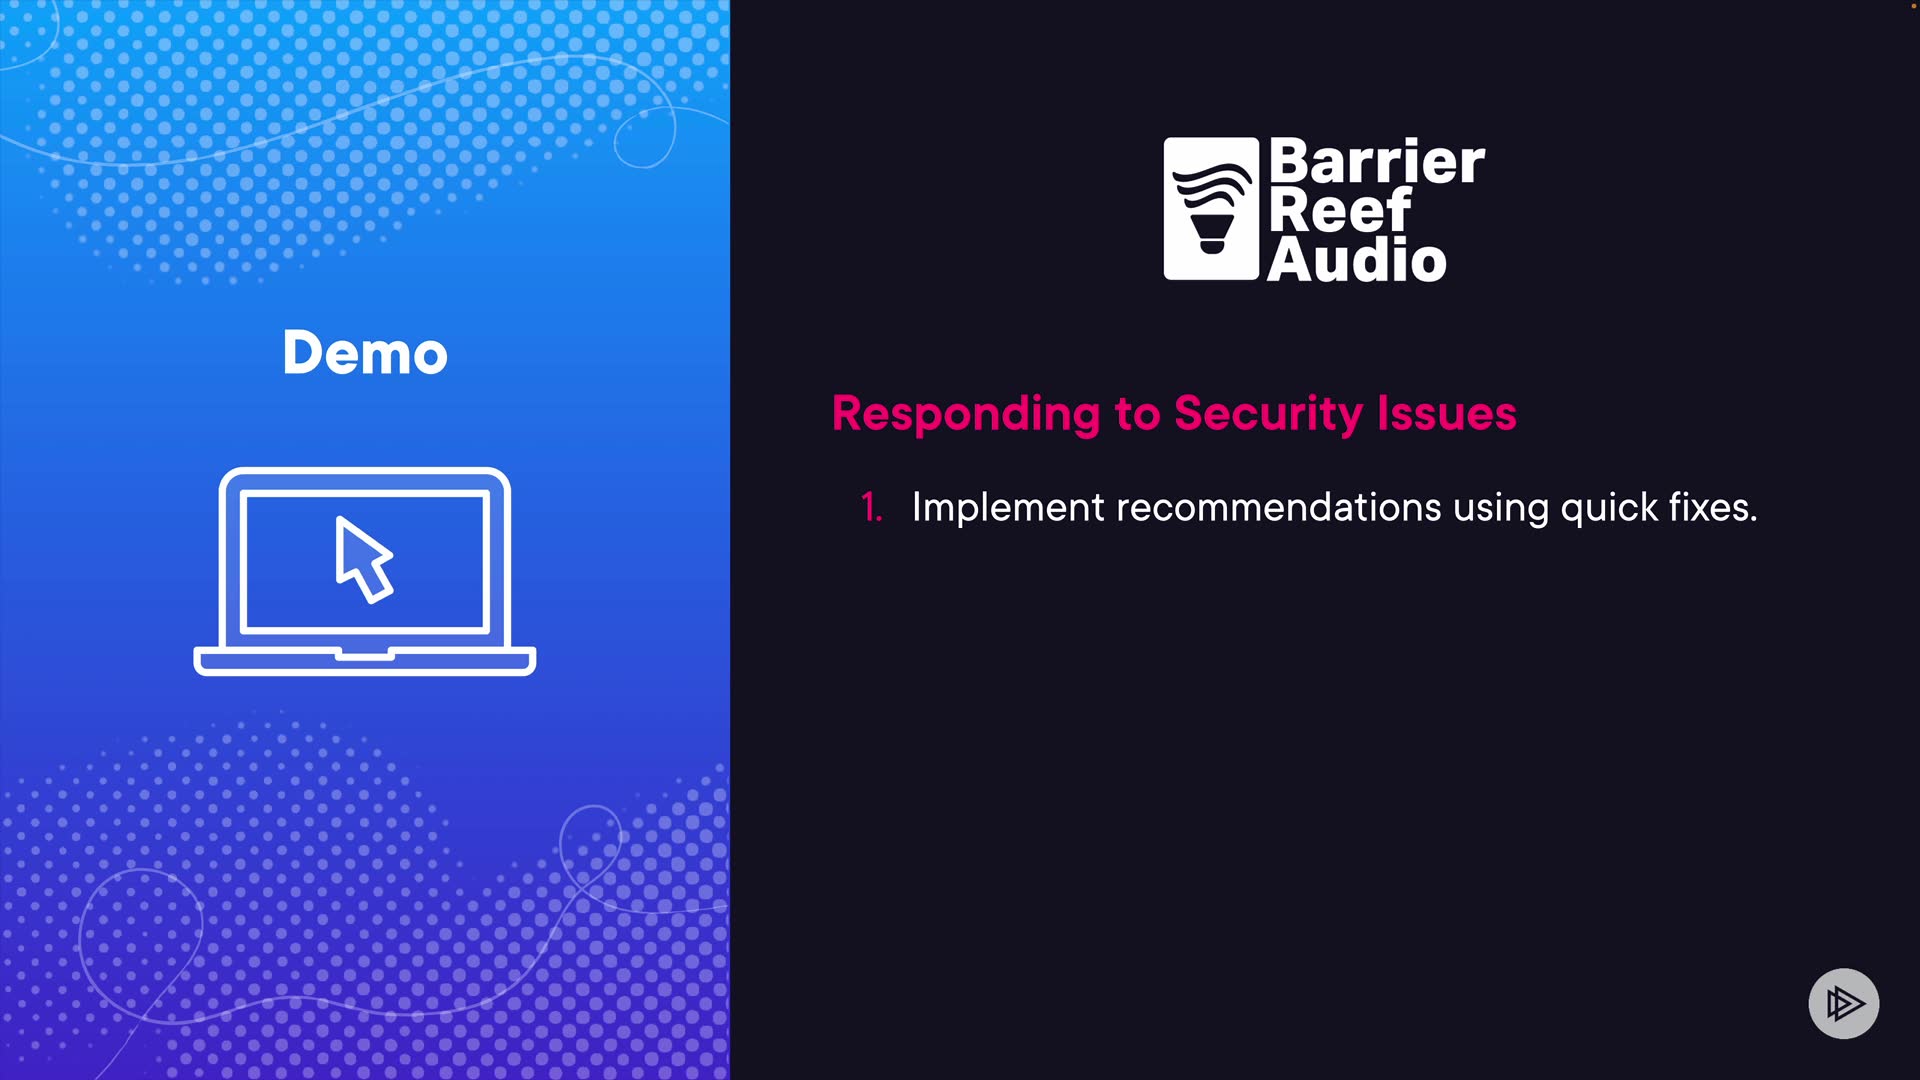 Demo
Barrier
Reef
Audio
Responding to Security Issues
1. Implement recommendations using quick fixes.